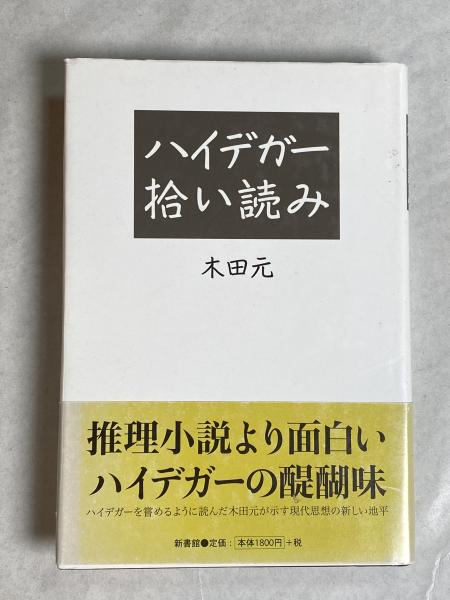 ハイデガー
拾い読み
木田元
推理小説より面白い
ハイデガーの醍醐味
ハイデガーを嘗めるように読んだ木田元が示す現代思想の新しい地平
新書館●定価：本体1800円＋税